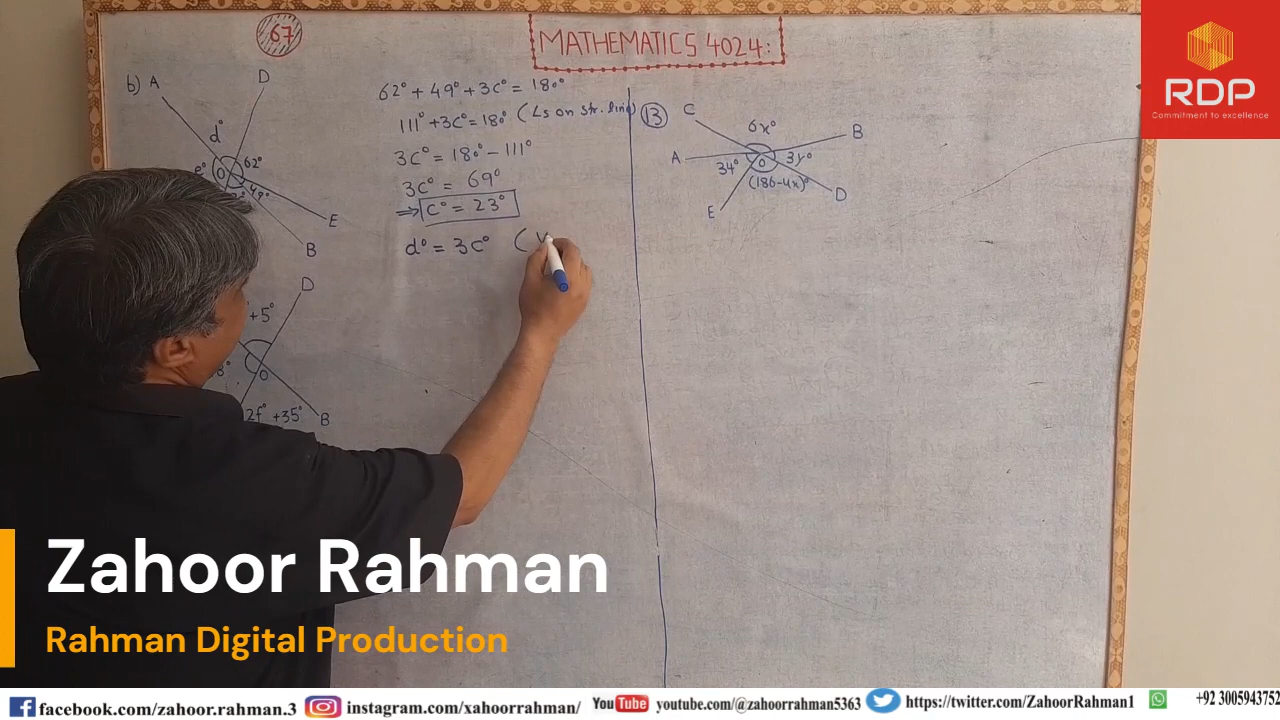 67
MATHEMATICS 4024:
RDP
Commitment to excellence
b)
A
D
d°
e°
O
62°
49°
E
B
62° + 49° + 3c° = 180°
111° + 3c° = 180° (∠s on str. line)
3c° = 180° - 111°
3c° = 69°
⇒ c° = 23°
d° = 3c° (
D
+5°
8°
O
2f° +35°
B
13
C
6x°
B
A
34°
O
3y°
(186-4x)°
D
E
Zahoor Rahman
Rahman Digital Production
facebook.com/zahoor.rahman.3
instagram.com/xahoorrahman/
YouTube youtube.com/@zahoorrahman5363
https://twitter.com/ZahoorRahman1
+92 3005943752